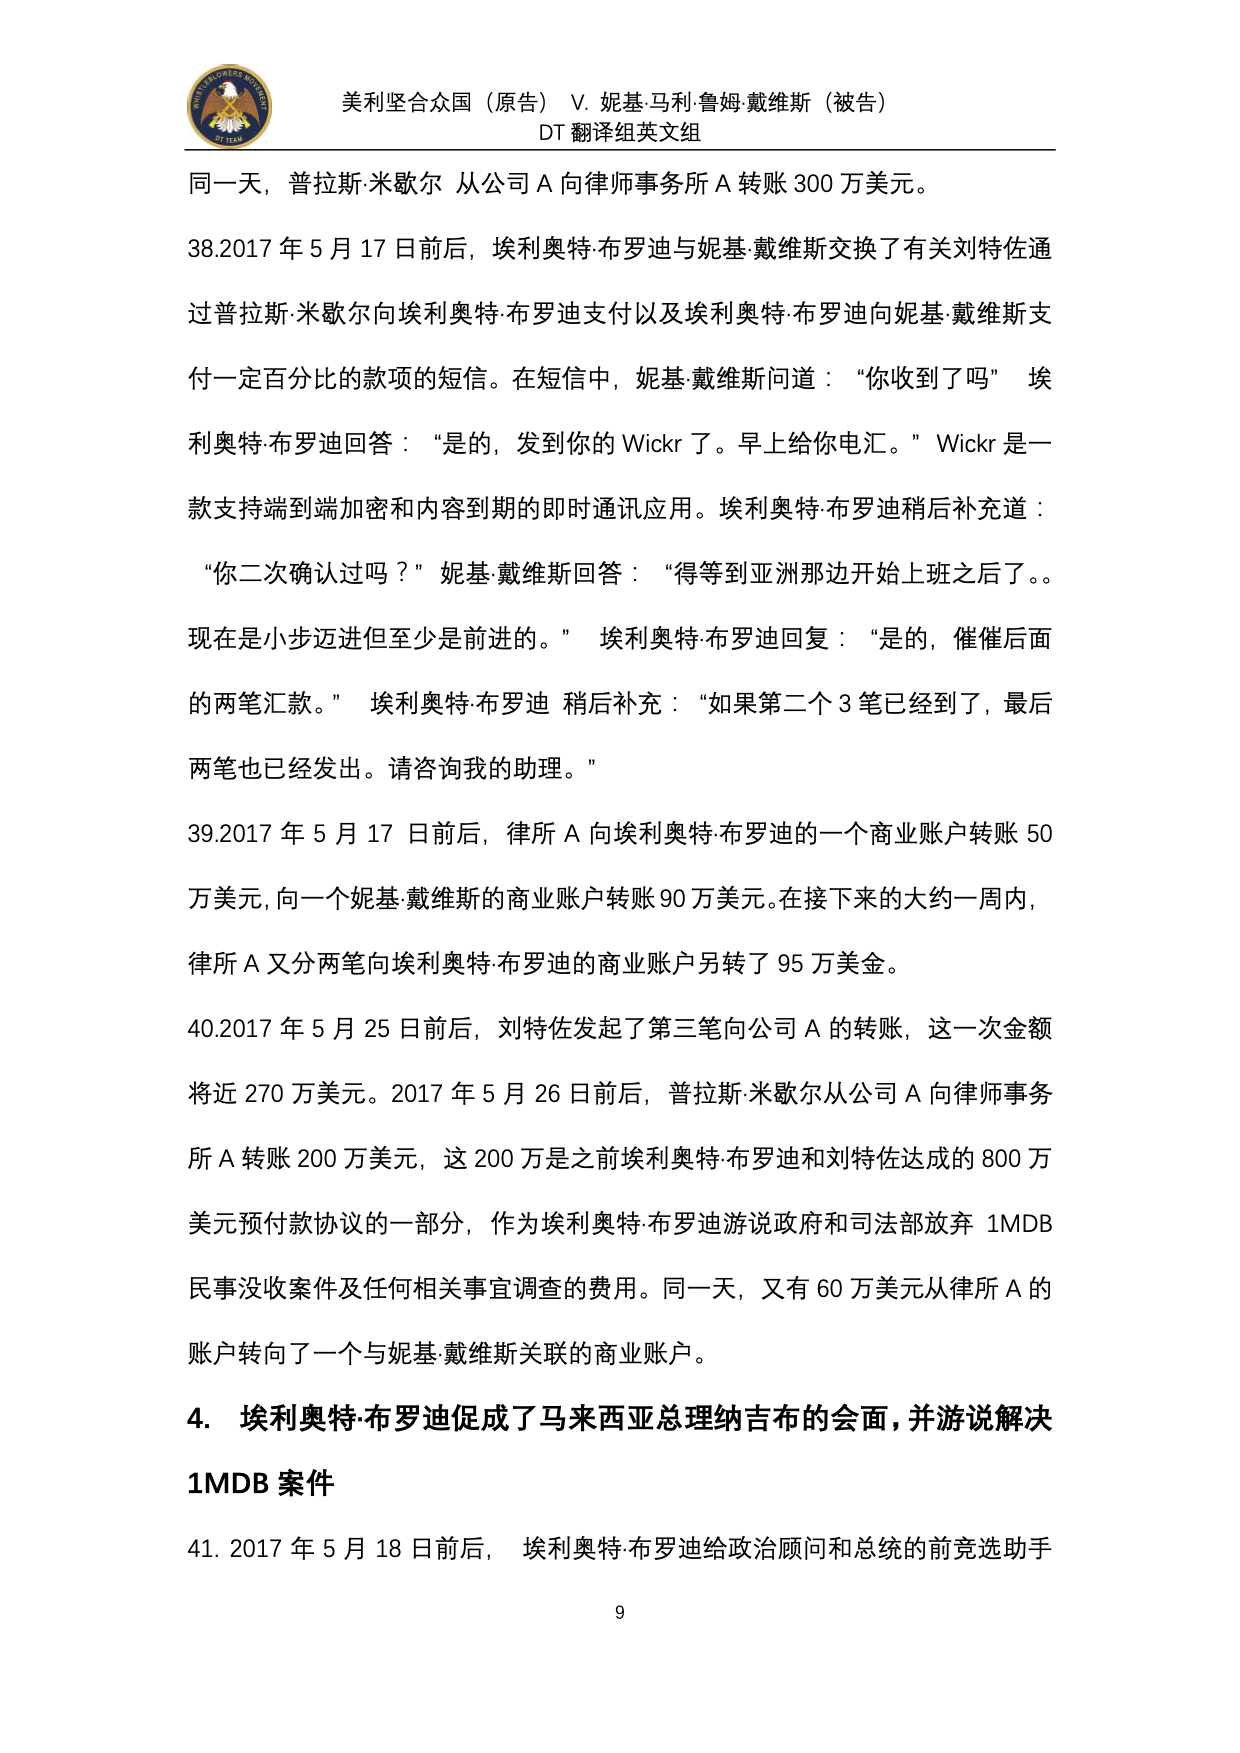 WHISTLEBLOWERS MOVEMENT
DT TEAM
美利坚合众国（原告） V. 妮基·马利·鲁姆·戴维斯（被告）
DT 翻译组英文组
同一天，普拉斯·米歇尔 从公司 A 向律师事务所 A 转账 300 万美元。
38.2017 年 5 月 17 日前后，埃利奥特·布罗迪与妮基·戴维斯交换了有关刘特佐通
过普拉斯·米歇尔向埃利奥特·布罗迪支付以及埃利奥特·布罗迪向妮基·戴维斯支
付一定百分比的款项的短信。在短信中，妮基·戴维斯问道：“你收到了吗” 埃
利奥特·布罗迪回答：“是的，发到你的 Wickr 了。早上给你电汇。”Wickr 是一
款支持端到端加密和内容到期的即时通讯应用。埃利奥特·布罗迪稍后补充道：
“你二次确认过吗？”妮基·戴维斯回答：“得等到亚洲那边开始上班之后了。。
现在是小步迈进但至少是前进的。” 埃利奥特·布罗迪回复：“是的，催催后面
的两笔汇款。” 埃利奥特·布罗迪 稍后补充：“如果第二个 3 笔已经到了，最后
两笔也已经发出。请咨询我的助理。”
39.2017 年 5 月 17 日前后，律所 A 向埃利奥特·布罗迪的一个商业账户转账 50
万美元，向一个妮基·戴维斯的商业账户转账 90 万美元。在接下来的大约一周内，
律所 A 又分两笔向埃利奥特·布罗迪的商业账户另转了 95 万美金。
40.2017 年 5 月 25 日前后，刘特佐发起了第三笔向公司 A 的转账，这一次金额
将近 270 万美元。2017 年 5 月 26 日前后，普拉斯·米歇尔从公司 A 向律师事务
所 A 转账 200 万美元，这 200 万是之前埃利奥特·布罗迪和刘特佐达成的 800 万
美元预付款协议的一部分，作为埃利奥特·布罗迪游说政府和司法部放弃 1MDB
民事没收案件及任何相关事宜调查的费用。同一天，又有 60 万美元从律所 A 的
账户转向了一个与妮基·戴维斯关联的商业账户。
4. 埃利奥特·布罗迪促成了马来西亚总理纳吉布的会面，并游说解决
1MDB 案件
41. 2017 年 5 月 18 日前后， 埃利奥特·布罗迪给政治顾问和总统的前竞选助手
9